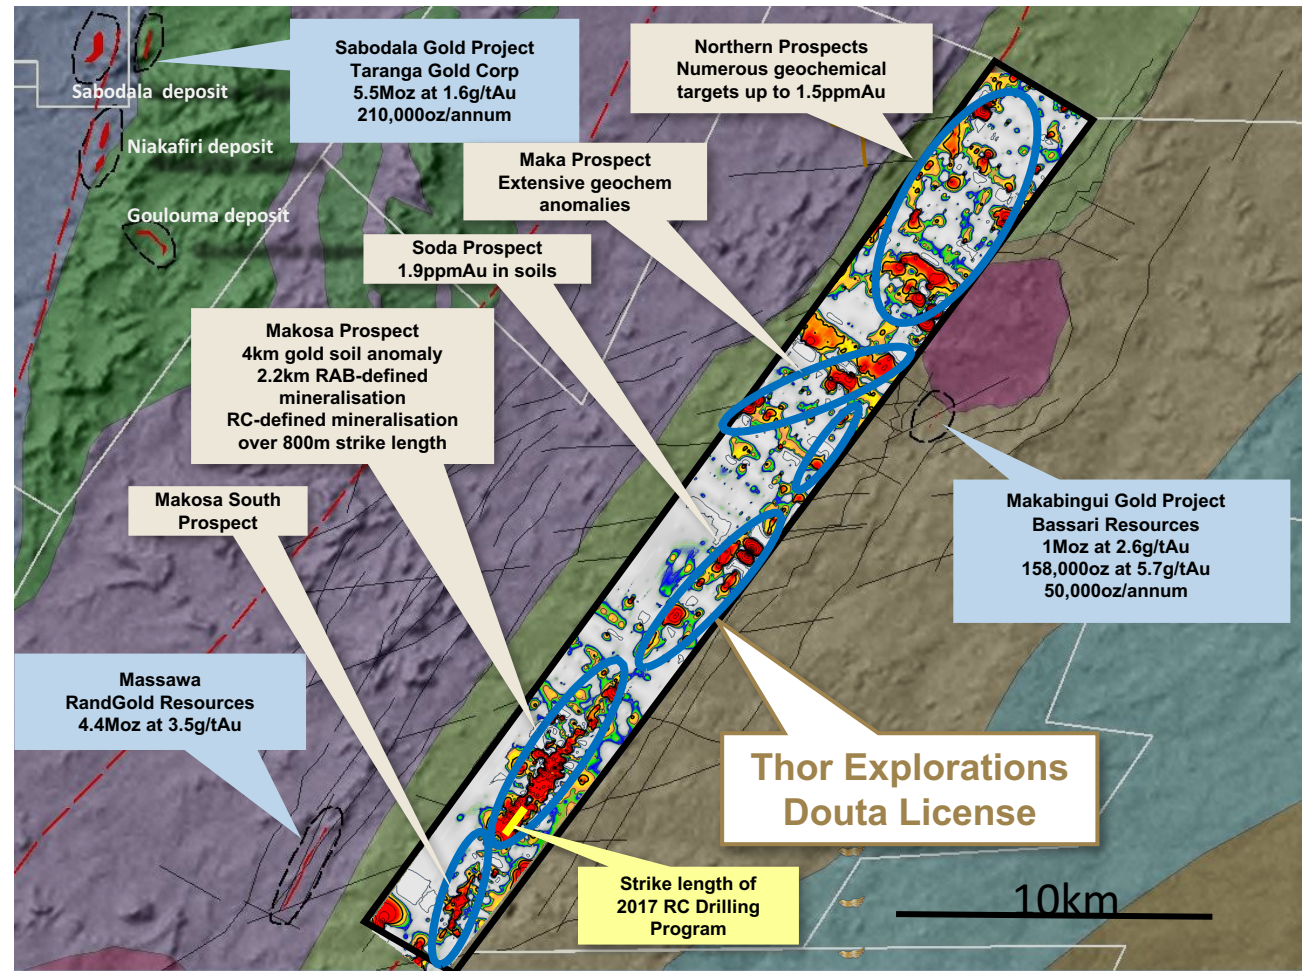 Sabodala Gold Project
Taranga Gold Corp
5.5Moz at 1.6g/tAu
210,000oz/annum
Northern Prospects
Numerous geochemical
targets up to 1.5ppmAu
Sabodala deposit
Niakafiri deposit
Maka Prospect
Extensive geochem
anomalies
Goulouma deposit
Soda Prospect
1.9ppmAu in soils
Makosa Prospect
4km gold soil anomaly
2.2km RAB-defined
mineralisation
RC-defined mineralisation
over 800m strike length
Makosa South
Prospect
Makabingui Gold Project
Bassari Resources
1Moz at 2.6g/tAu
158,000oz at 5.7g/tAu
50,000oz/annum
Massawa
RandGold Resources
4.4Moz at 3.5g/tAu
Thor Explorations
Douta License
Strike length of
2017 RC Drilling
Program
10km